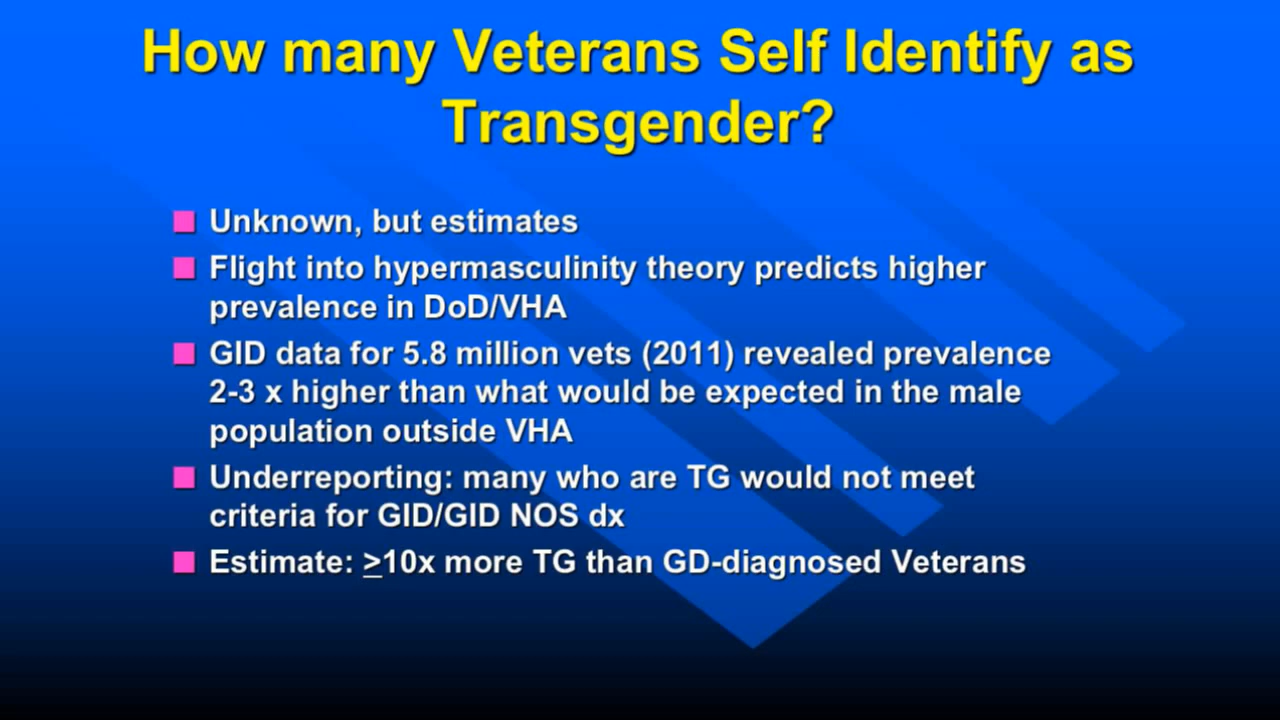 How many Veterans Self Identify as
Transgender?
Unknown, but estimates
Flight into hypermasculinity theory predicts higher
prevalence in DoD/VHA
GID data for 5.8 million vets (2011) revealed prevalence
2-3 x higher than what would be expected in the male
population outside VHA
Underreporting: many who are TG would not meet
criteria for GID/GID NOS dx
Estimate: >10x more TG than GD-diagnosed Veterans